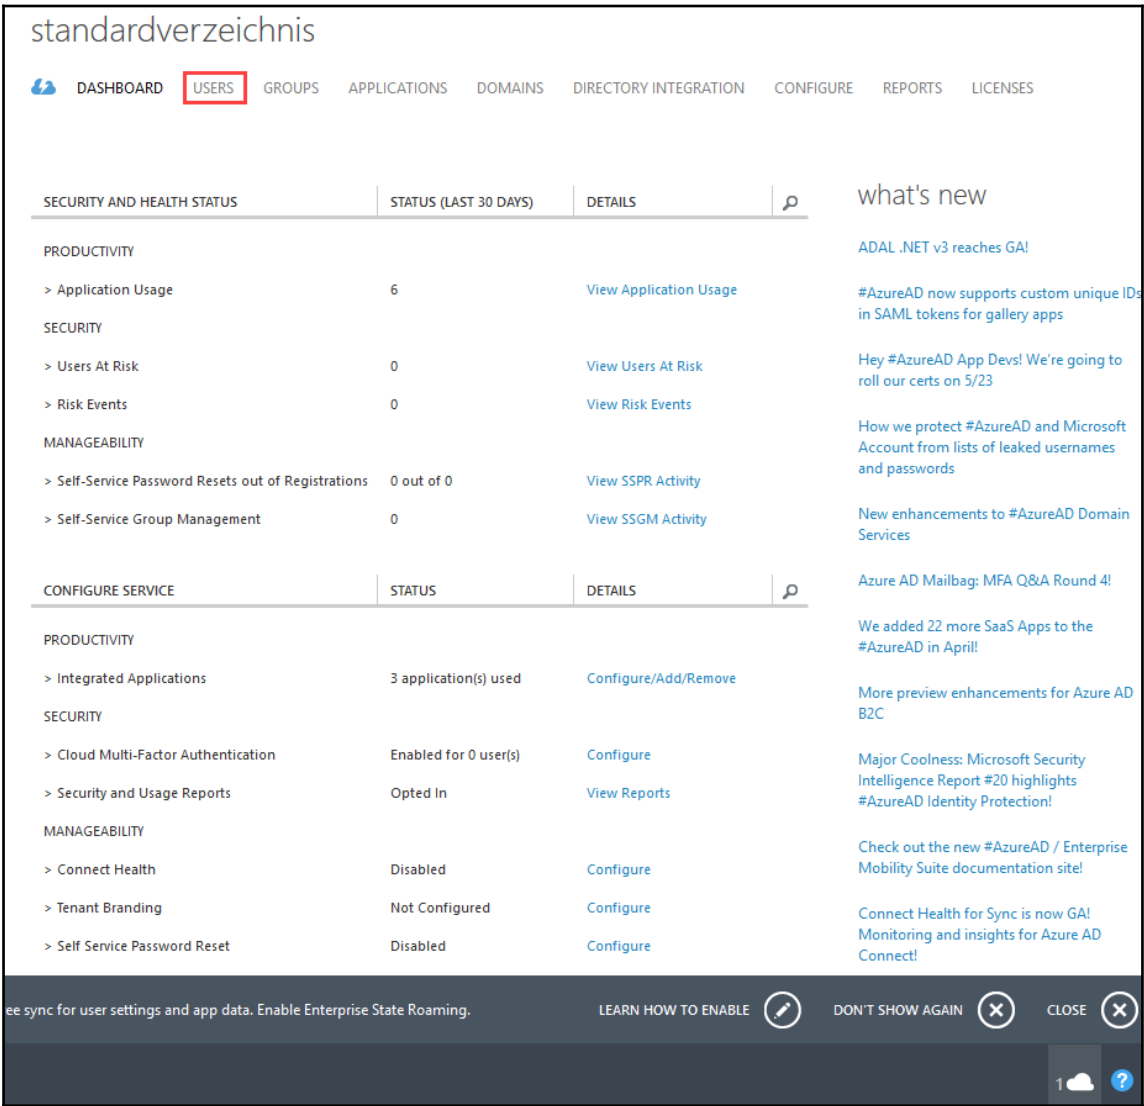 standardverzeichnis
DASHBOARD USERS GROUPS APPLICATIONS DOMAINS DIRECTORY INTEGRATION CONFIGURE REPORTS LICENSES
SECURITY AND HEALTH STATUS STATUS (LAST 30 DAYS) DETAILS
PRODUCTIVITY
> Application Usage 6 View Application Usage
SECURITY
> Users At Risk 0 View Users At Risk
> Risk Events 0 View Risk Events
MANAGEABILITY
> Self-Service Password Resets out of Registrations 0 out of 0 View SSPR Activity
> Self-Service Group Management 0 View SSGM Activity
CONFIGURE SERVICE STATUS DETAILS
PRODUCTIVITY
> Integrated Applications 3 application(s) used Configure/Add/Remove
SECURITY
> Cloud Multi-Factor Authentication Enabled for 0 user(s) Configure
> Security and Usage Reports Opted In View Reports
MANAGEABILITY
> Connect Health Disabled Configure
> Tenant Branding Not Configured Configure
> Self Service Password Reset Disabled Configure
what's new
ADAL .NET v3 reaches GA!
#AzureAD now supports custom unique IDs
in SAML tokens for gallery apps
Hey #AzureAD App Devs! We're going to
roll our certs on 5/23
How we protect #AzureAD and Microsoft
Account from lists of leaked usernames
and passwords
New enhancements to #AzureAD Domain
Services
Azure AD Mailbag: MFA Q&A Round 4!
We added 22 more SaaS Apps to the
#AzureAD in April!
More preview enhancements for Azure AD
B2C
Major Coolness: Microsoft Security
Intelligence Report #20 highlights
#AzureAD Identity Protection!
Check out the new #AzureAD / Enterprise
Mobility Suite documentation site!
Connect Health for Sync is now GA!
Monitoring and insights for Azure AD
Connect!
ee sync for user settings and app data. Enable Enterprise State Roaming. LEARN HOW TO ENABLE DON'T SHOW AGAIN CLOSE
1 ?